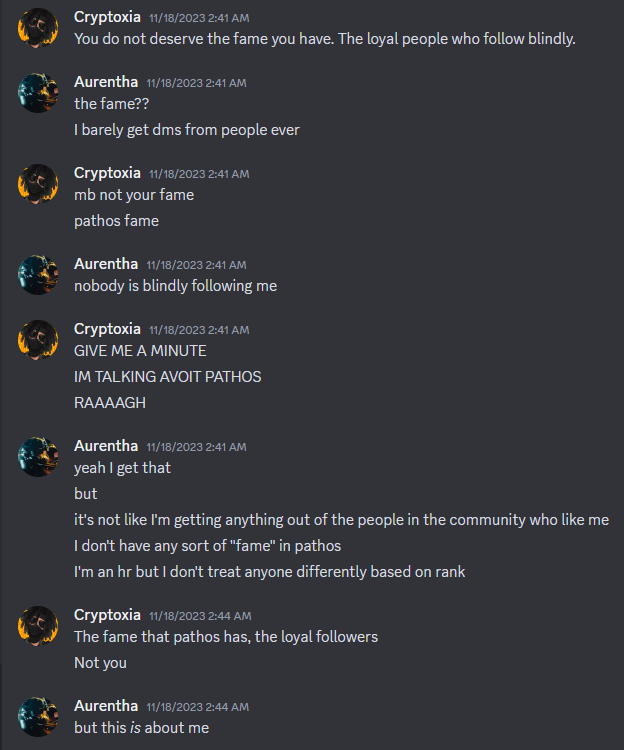 Cryptoxia 11/18/2023 2:41 AM
You do not deserve the fame you have. The loyal people who follow blindly.
Aurentha 11/18/2023 2:41 AM
the fame??
I barely get dms from people ever
Cryptoxia 11/18/2023 2:41 AM
mb not your fame
pathos fame
Aurentha 11/18/2023 2:41 AM
nobody is blindly following me
Cryptoxia 11/18/2023 2:41 AM
GIVE ME A MINUTE
IM TALKING AVOIT PATHOS
RAAAAGH
Aurentha 11/18/2023 2:41 AM
yeah I get that
but
it's not like I'm getting anything out of the people in the community who like me
I don't have any sort of "fame" in pathos
I'm an hr but I don't treat anyone differently based on rank
Cryptoxia 11/18/2023 2:44 AM
The fame that pathos has, the loyal followers
Not you
Aurentha 11/18/2023 2:44 AM
but this is about me